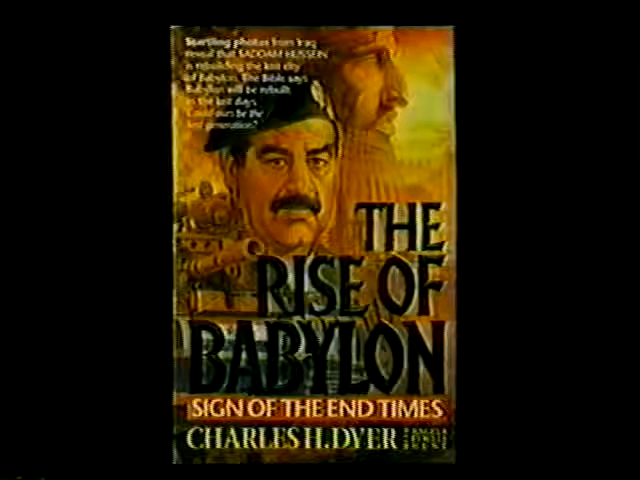 Startling photos from Iraq
reveal that SADDAM HUSSEIN
is rebuilding the lost city
of Babylon. The Bible says
Babylon will be rebuilt
in the last days.
Could ours be the
last generation?
THE
RISE OF
BABYLON
SIGN OF THE END TIMES
CHARLES H. DYER